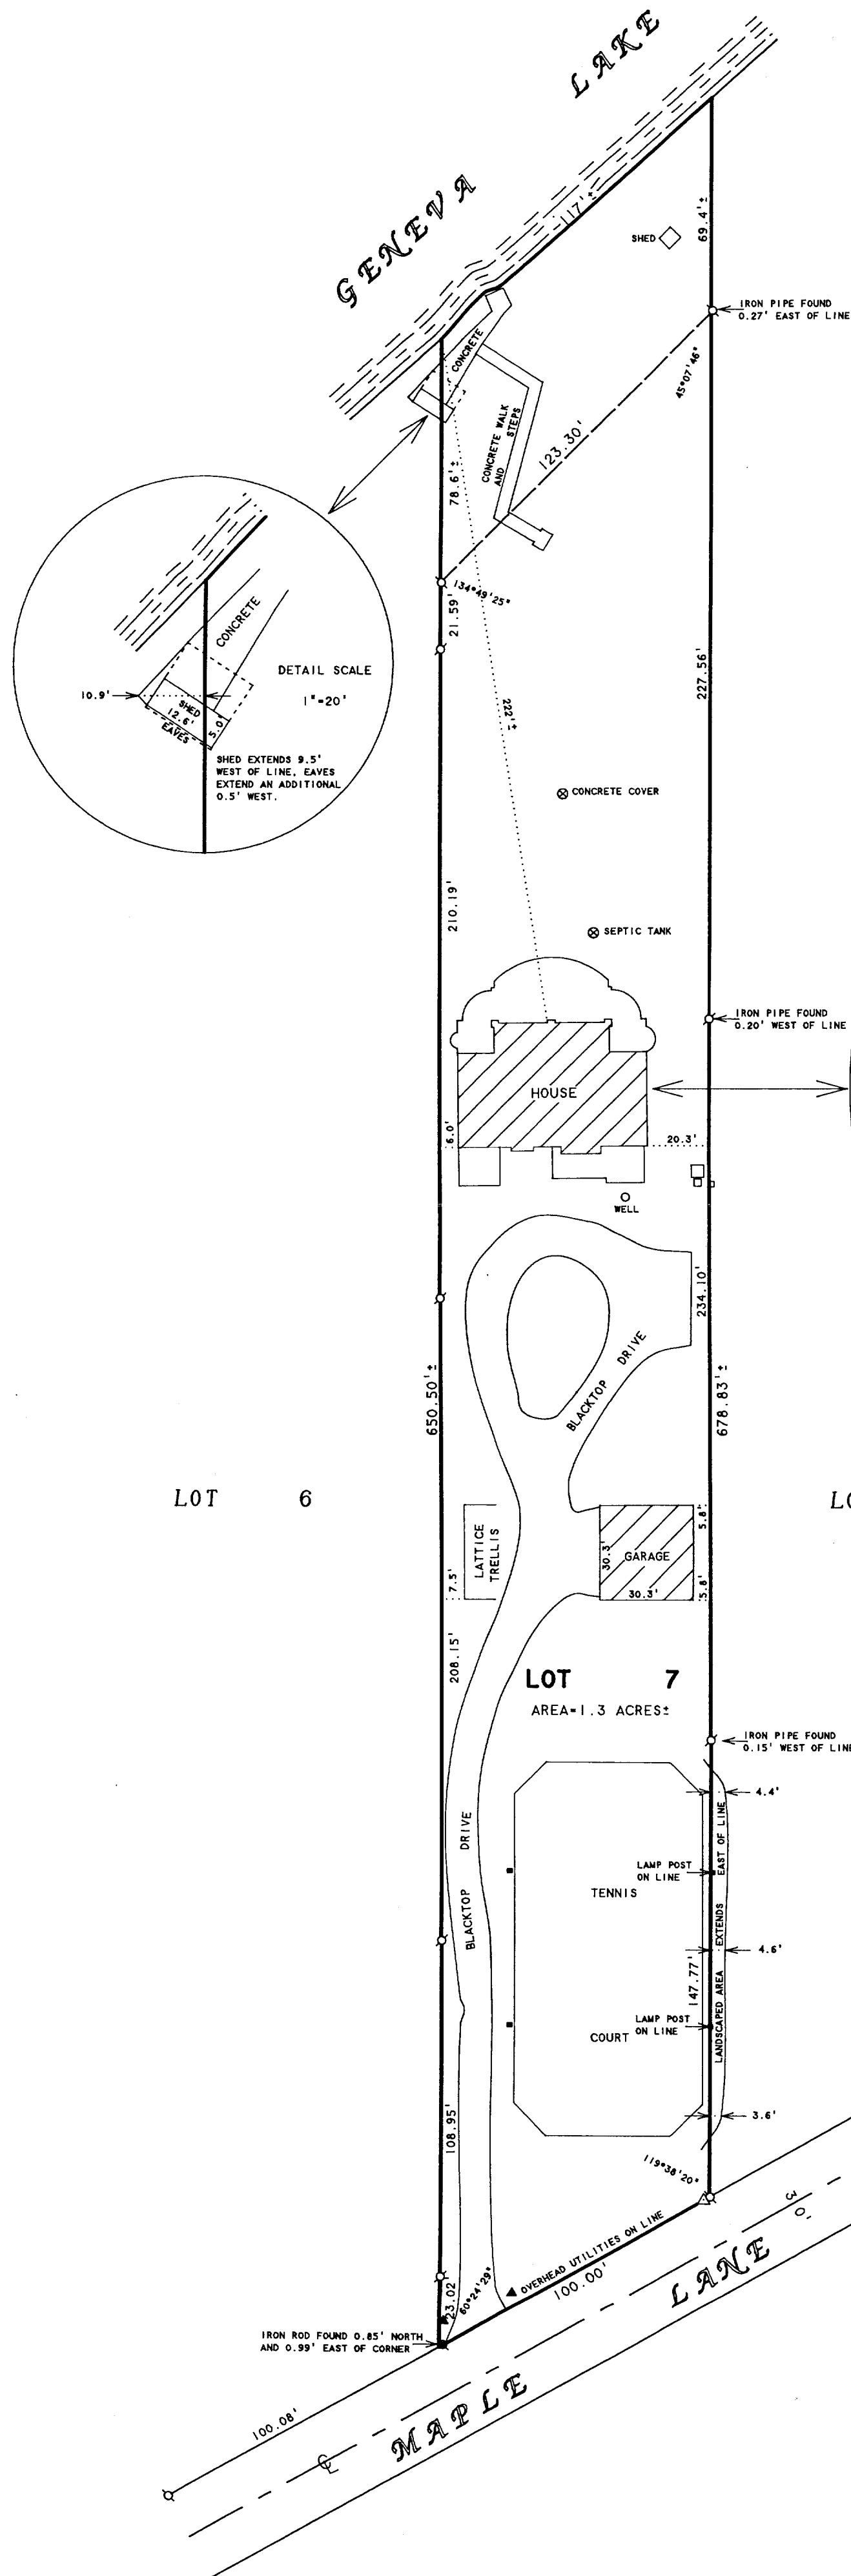 LAKE
GENEVA
117'±
69.4'±
SHED
IRON PIPE FOUND
0.27' EAST OF LINE
45°07'46"
CONCRETE
CONCRETE WALK
AND STEPS
123.30'
78.6'±
134°49'25"
21.59'
CONCRETE
DETAIL SCALE
1"=20'
10.9'
SHED
12.6'
5.0'
EAVES
SHED EXTENDS 9.5'
WEST OF LINE, EAVES
EXTEND AN ADDITIONAL
0.5' WEST.
227.56'
222'±
CONCRETE COVER
210.19'
SEPTIC TANK
IRON PIPE FOUND
0.20' WEST OF LINE
HOUSE
6.0'
20.3'
WELL
234.10'
BLACKTOP DRIVE
650.50'±
678.83'±
LOT 6
LATTICE
TRELLIS
7.5'
30.3'
GARAGE
30.3'
5.8'
5.8'
208.15'
LOT 7
AREA=1.3 ACRES±
IRON PIPE FOUND
0.15' WEST OF LINE
4.4'
BLACKTOP DRIVE
LAMP POST
ON LINE
TENNIS
LANDSCAPED AREA EXTENDS EAST OF LINE
4.6'
147.77'
LAMP POST
ON LINE
COURT
3.6'
108.95'
119°38'20"
30'
OVERHEAD UTILITIES ON LINE
100.00'
23.02'
60°24'29"
IRON ROD FOUND 0.85' NORTH
AND 0.99' EAST OF CORNER
100.08'
MAPLE LANE